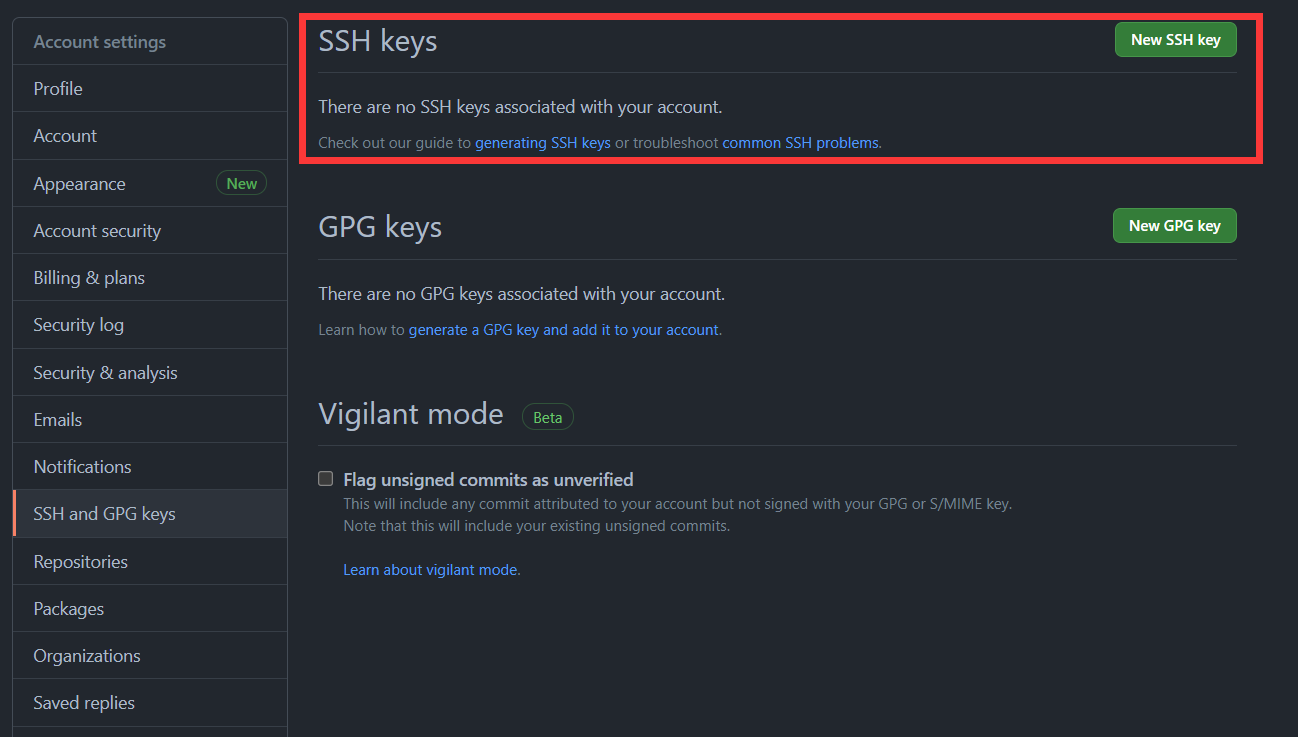 Account settings
Profile
Account
Appearance New
Account security
Billing & plans
Security log
Security & analysis
Emails
Notifications
SSH and GPG keys
Repositories
Packages
Organizations
Saved replies
SSH keys New SSH key
There are no SSH keys associated with your account.
Check out our guide to generating SSH keys or troubleshoot common SSH problems.
GPG keys New GPG key
There are no GPG keys associated with your account.
Learn how to generate a GPG key and add it to your account.
Vigilant mode Beta
Flag unsigned commits as unverified
This will include any commit attributed to your account but not signed with your GPG or S/MIME key.
Note that this will include your existing unsigned commits.
Learn about vigilant mode.